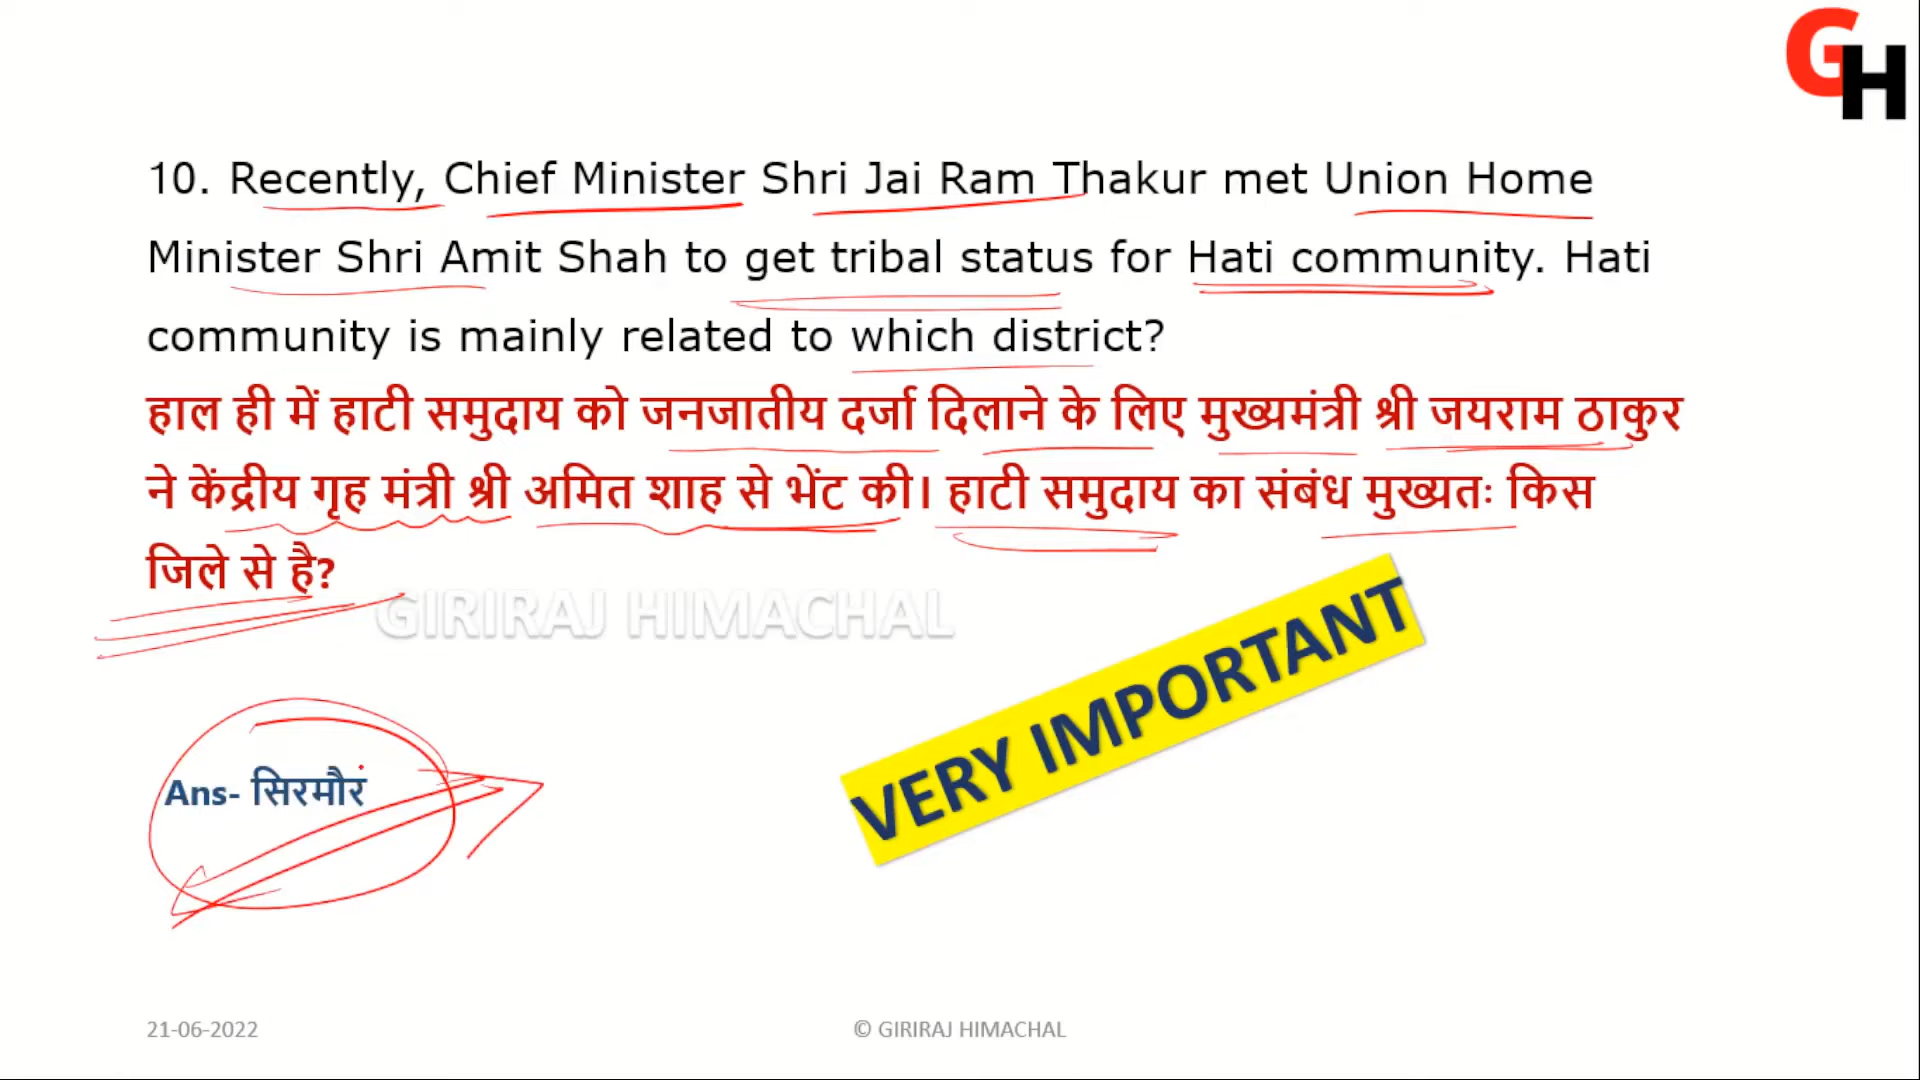 GH
10. Recently, Chief Minister Shri Jai Ram Thakur met Union Home
Minister Shri Amit Shah to get tribal status for Hati community. Hati
community is mainly related to which district?
हाल ही में हाटी समुदाय को जनजातीय दर्जा दिलाने के लिए मुख्यमंत्री श्री जयराम ठाकुर
ने केंद्रीय गृह मंत्री श्री अमित शाह से भेंट की। हाटी समुदाय का संबंध मुख्यतः किस
जिले से है?
GIRIRAJ HIMACHAL
VERY IMPORTANT
Ans- सिरमौर
21-06-2022
© GIRIRAJ HIMACHAL